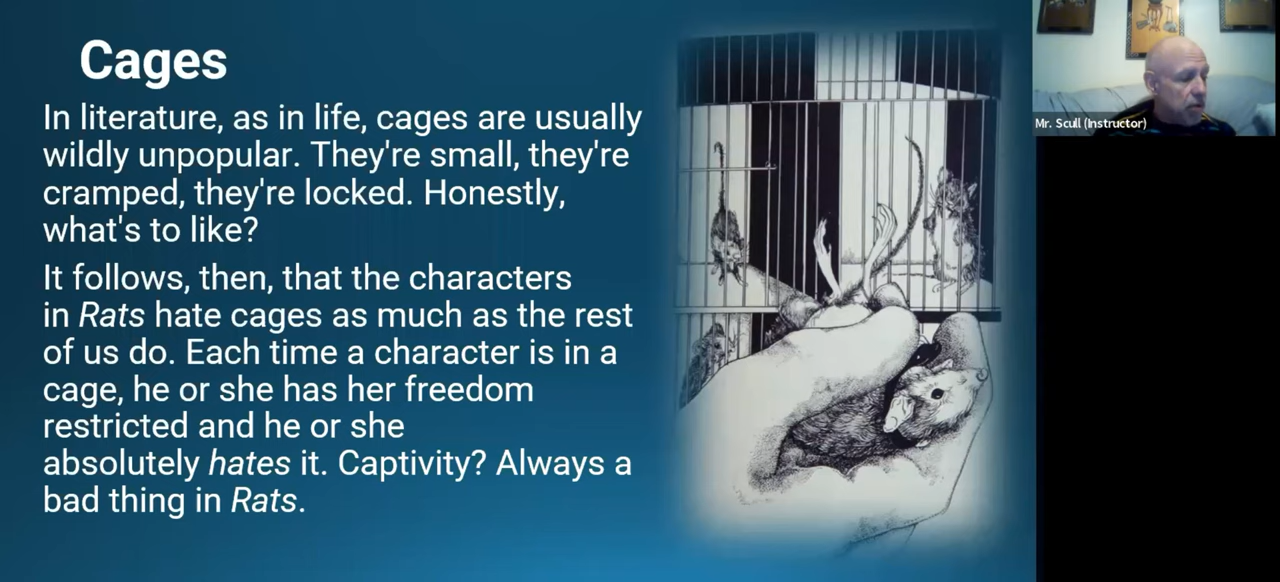 Cages
In literature, as in life, cages are usually
wildly unpopular. They're small, they're
cramped, they're locked. Honestly,
what's to like?
It follows, then, that the characters
in Rats hate cages as much as the rest
of us do. Each time a character is in a
cage, he or she has her freedom
restricted and he or she
absolutely hates it. Captivity? Always a
bad thing in Rats.
Mr. Scull (Instructor)